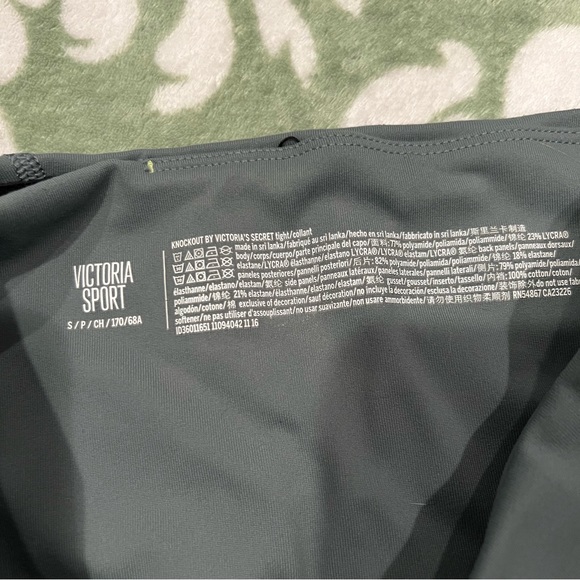 VICTORIA
SPORT
S / P / CH / 170/68A
KNOCKOUT BY VICTORIA'S SECRET tight/collant
made in sri lanka/fabriqué au sri lanka/hecho en sri lanka/fabbricato in sri lanka/斯里兰卡制造
body/corps/cuerpo/parte principale del capo/面料:77% polyamide/poliamida/poliammide/锦纶 23% LYCRA®
elastane/LYCRA® élasthanne/elastano LYCRA®/LYCRA® elastam/氨纶 back panels/panneaux dorsaux/
paneles posteriores/pannelli posteriori/后片:82% polyamide/poliamida/poliammide/锦纶 18% elastane/
élasthanne/elastano/elastam/氨纶 side panels/panneaux latéraux/paneles laterales/pannelli laterali/侧片:79% polyamide/poliamida/
poliammide/锦纶 21% elastane/élasthanne/elastano/elastam/氨纶 gusset/gousset/inserto/tassello/内裆:100% cotton/coton/
algodón/cotone/棉 exclusive of decoration/sauf décoration/no incluye decoración/decorazione esclusa/装饰除外 do not use a fabric
softener/ne pas utiliser d'assouplissant/no usar suavizante/non usare ammorbidente/请勿使用织物柔顺剂 RN54867 CA23226
ID36011651 11094042 11 16